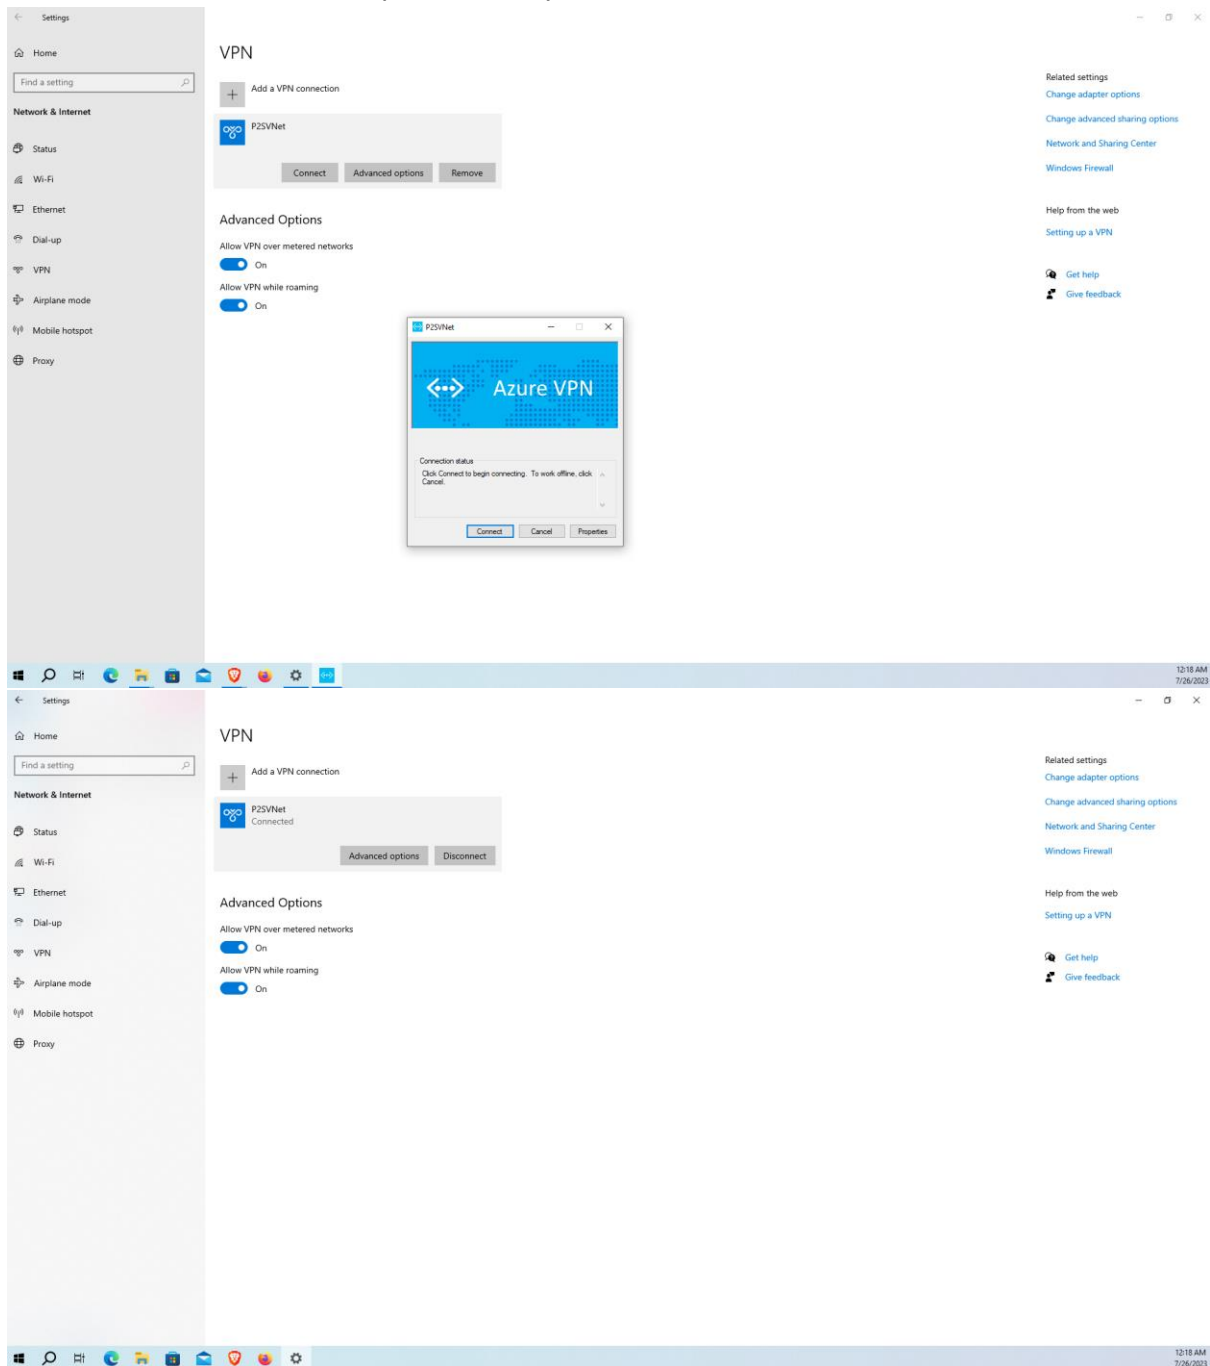 Settings
Home
Find a setting
Network & Internet
Status
Wi-Fi
Ethernet
Dial-up
VPN
Airplane mode
Mobile hotspot
Proxy
VPN
Add a VPN connection
P2SVNet
Connect Advanced options Remove
Advanced Options
Allow VPN over metered networks
On
Allow VPN while roaming
On
Related settings
Change adapter options
Change advanced sharing options
Network and Sharing Center
Windows Firewall
Help from the web
Setting up a VPN
Get help
Give feedback
P2SVNet
Azure VPN
Connection status
Click Connect to begin connecting. To work offline, click
Cancel.
Connect Cancel Properties
12:18 AM
7/26/2023
Settings
Home
Find a setting
Network & Internet
Status
Wi-Fi
Ethernet
Dial-up
VPN
Airplane mode
Mobile hotspot
Proxy
VPN
Add a VPN connection
P2SVNet
Connected
Advanced options Disconnect
Advanced Options
Allow VPN over metered networks
On
Allow VPN while roaming
On
Related settings
Change adapter options
Change advanced sharing options
Network and Sharing Center
Windows Firewall
Help from the web
Setting up a VPN
Get help
Give feedback
12:18 AM
7/26/2023